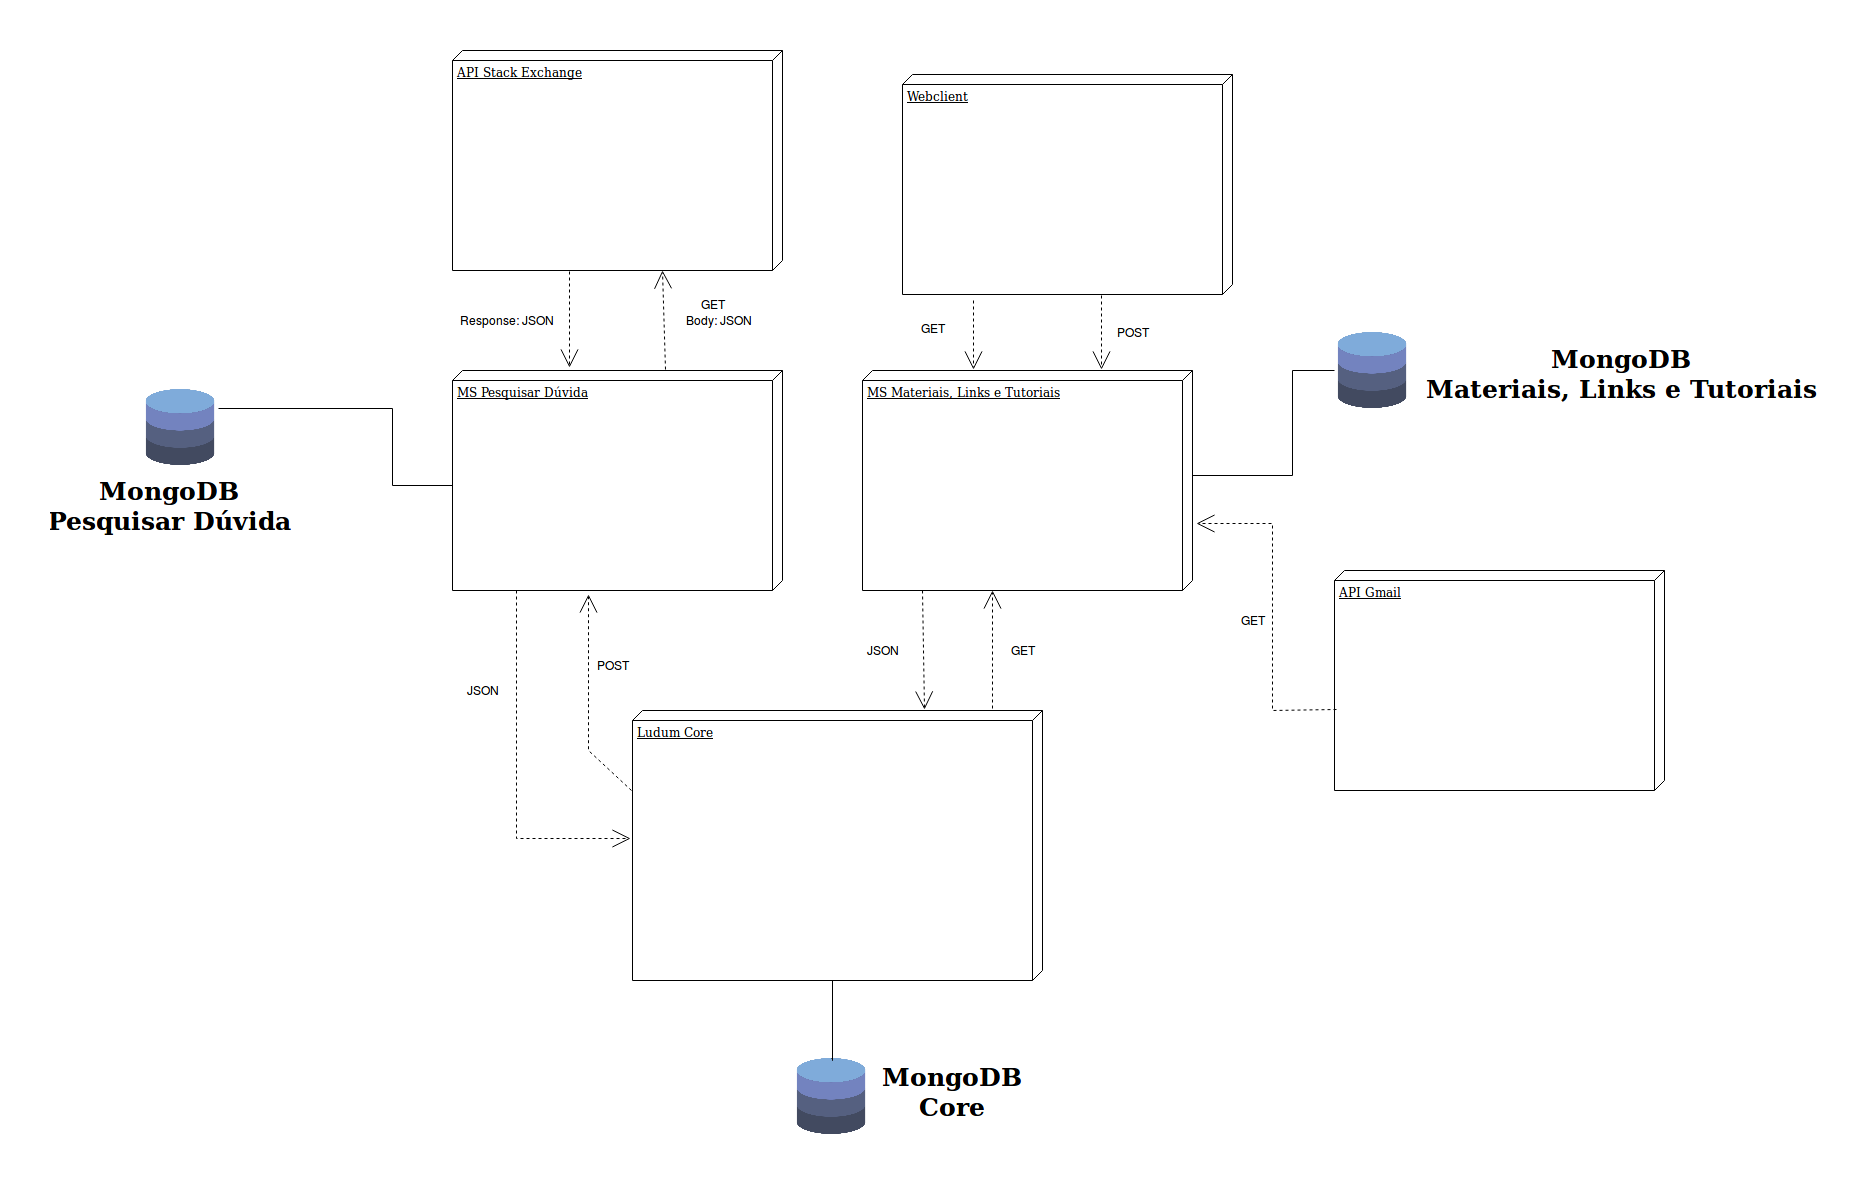 API Stack Exchange
Webclient
Response: JSON
GET
Body: JSON
GET
POST
MongoDB
Materiais, Links e Tutoriais
MS Pesquisar Dúvida
MS Materiais, Links e Tutoriais
MongoDB
Pesquisar Dúvida
API Gmail
GET
JSON
POST
JSON
GET
Ludum Core
MongoDB
Core